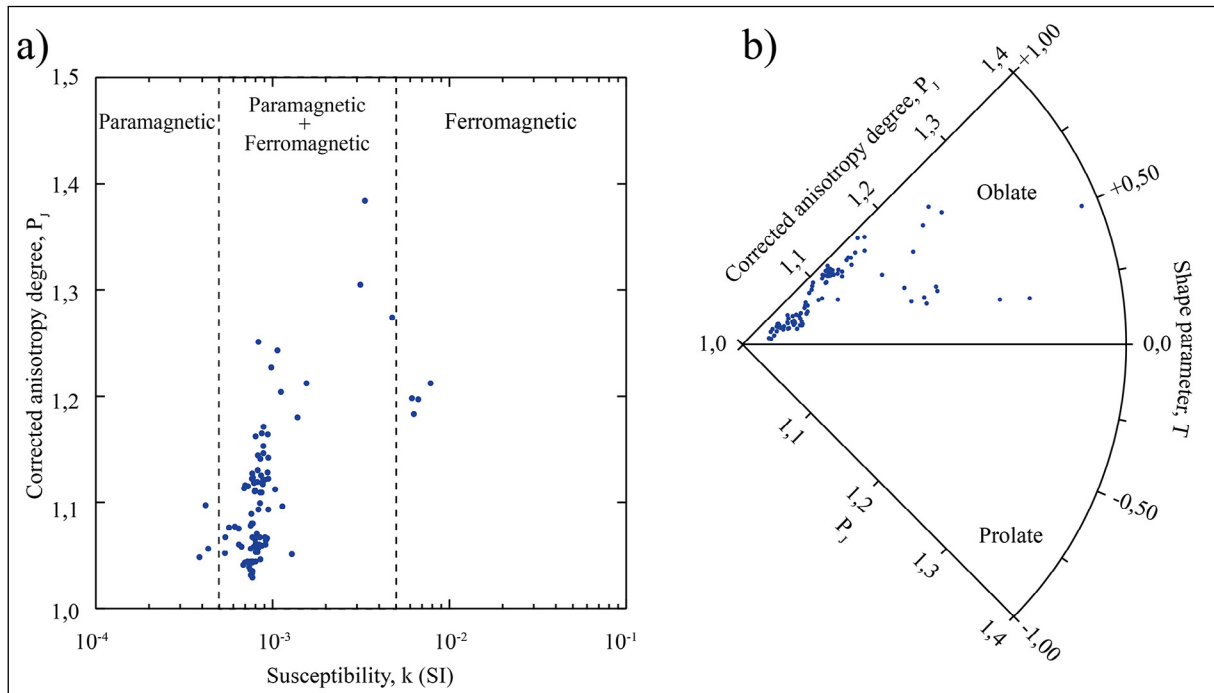 a)
1,5
1,4
1,3
1,2
1,1
1,0
Corrected anisotropy degree, PJ
Paramagnetic
Paramagnetic
+
Ferromagnetic
Ferromagnetic
10-4
10-3
10-2
10-1
Susceptibility, k (SI)
b)
Corrected anisotropy degree, PJ
1,0
1,1
1,2
1,3
1,4
+1,00
+0,50
0,0
-0,50
-1,00
Shape parameter, T
Oblate
Prolate
1,1
1,2
1,3
1,4
PJ